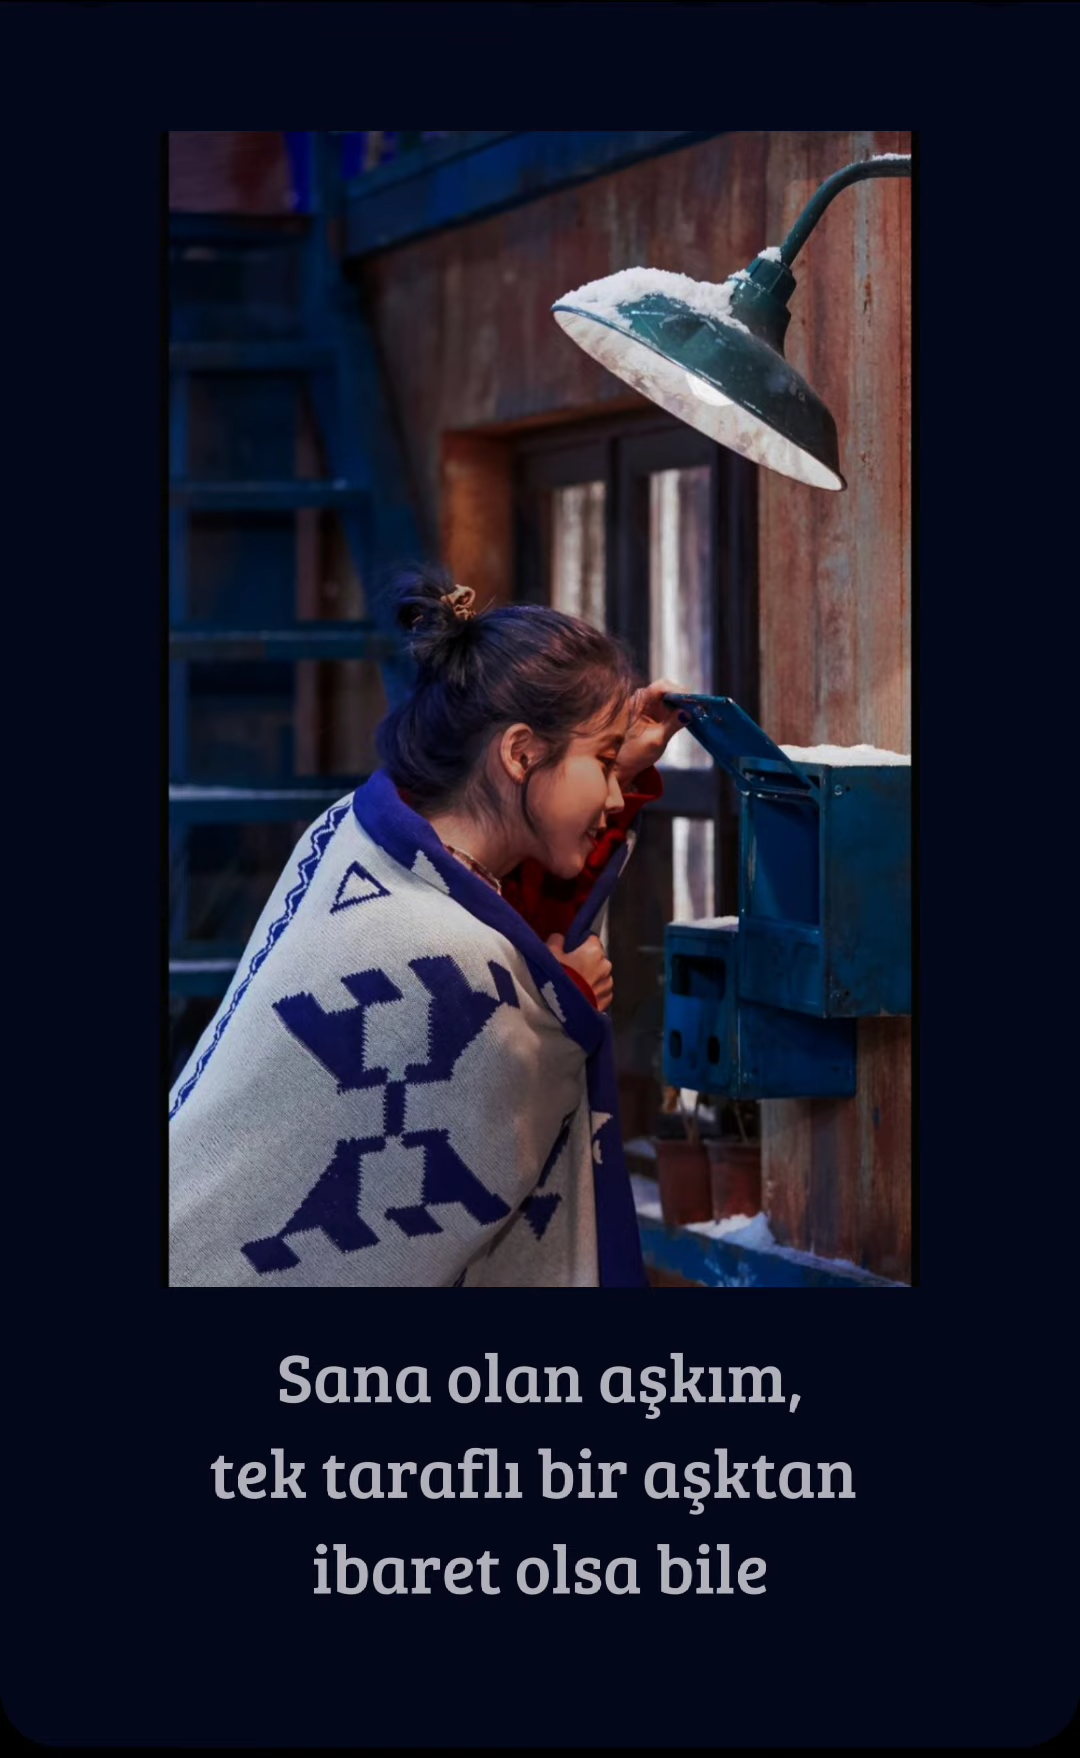 Sana olan aşkım,
tek taraflı bir aşktan
ibaret olsa bile